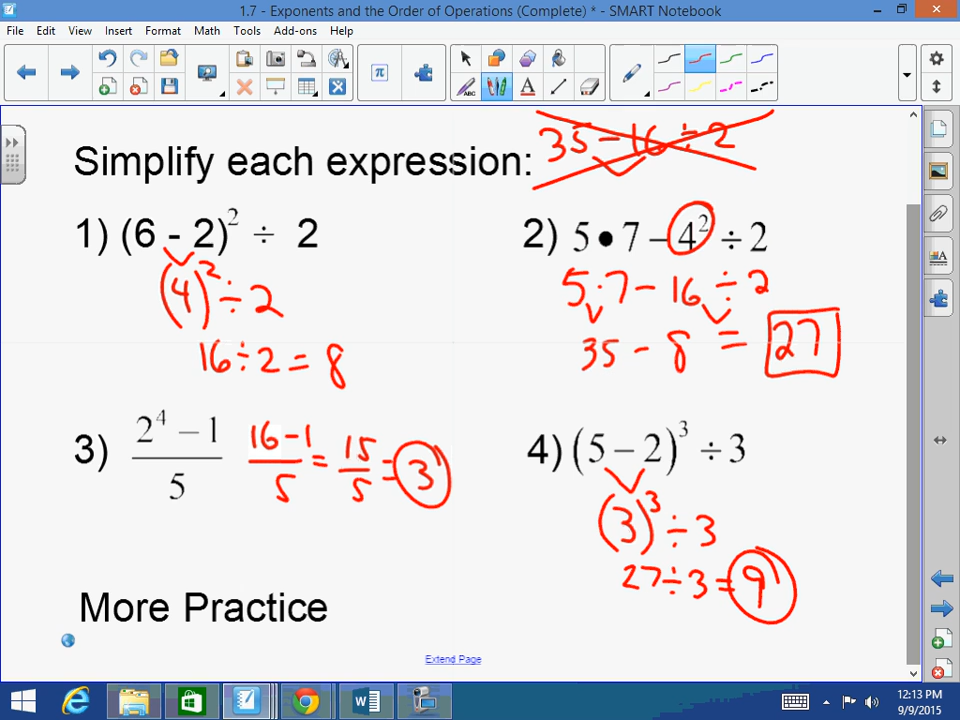 1.7 - Exponents and the Order of Operations (Complete) * - SMART Notebook
File Edit View Insert Format Math Tools Add-ons Help
35 - 16 ÷ 2
Simplify each expression:
1) (6 - 2)² ÷ 2
(4)² ÷ 2
16 ÷ 2 = 8
2) 5 • 7 – 4² ÷ 2
5 · 7 - 16 ÷ 2
35 - 8 = 27
3) (2⁴ – 1)/5 (16 - 1)/5 = 15/5 = 3
4) (5 – 2)³ ÷ 3
(3)³ ÷ 3
27 ÷ 3 = 9
More Practice
Extend Page
12:13 PM
9/9/2015